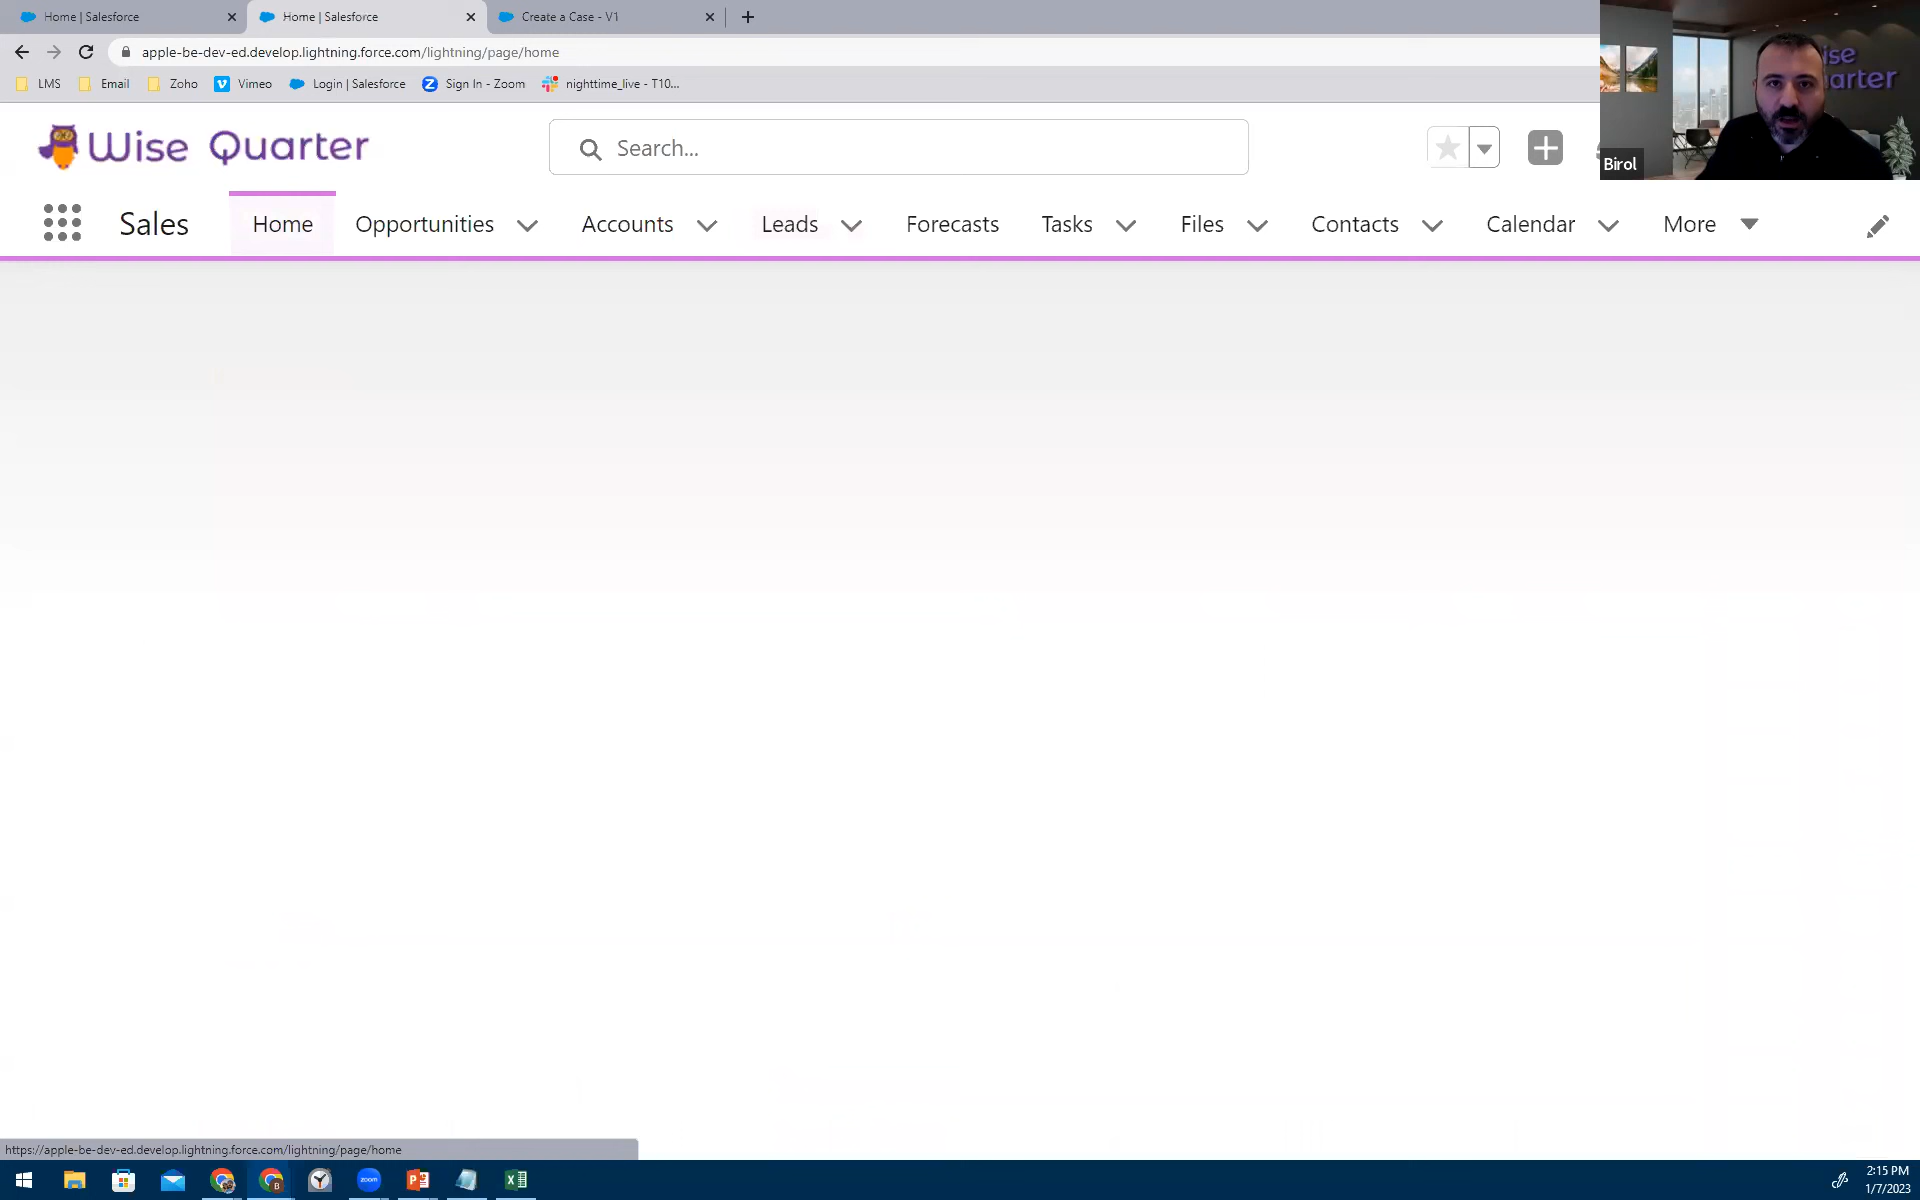 Home | Salesforce
Home | Salesforce
Create a Case - V1
apple-be-dev-ed.develop.lightning.force.com/lightning/page/home
LMS
Email
Zoho
Vimeo
Login | Salesforce
Sign In - Zoom
nighttime_live - T10...
Wise Quarter
Search...
ise
arter
Birol
Sales
Home
Opportunities
Accounts
Leads
Forecasts
Tasks
Files
Contacts
Calendar
More
https://apple-be-dev-ed.develop.lightning.force.com/lightning/page/home
zoom
2:15 PM
1/7/2023